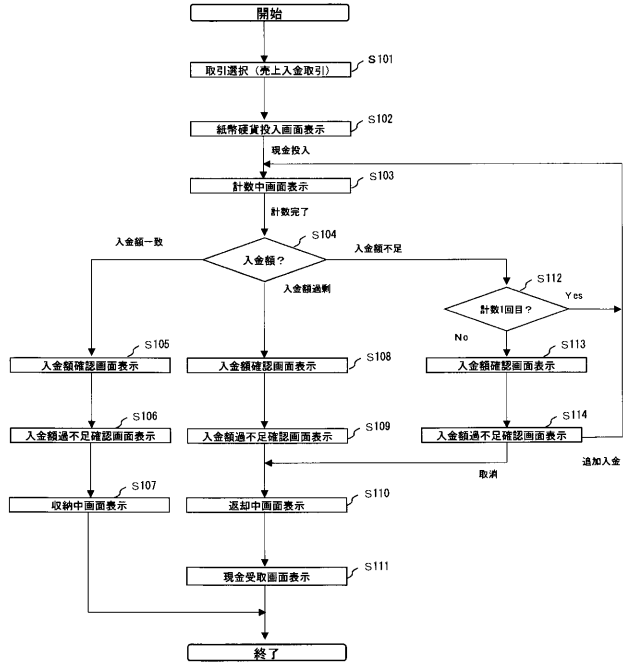 開始
S101
取引選択（売上入金取引）
S102
紙幣硬貨投入画面表示
現金投入
S103
計数中画面表示
計数完了
S104
入金額一致
入金額？
入金額不足
入金額過剰
S112
計数1回目？
Yes
No
S105
入金額確認画面表示
S108
入金額確認画面表示
S113
入金額確認画面表示
S106
入金額過不足確認画面表示
S109
入金額過不足確認画面表示
S114
入金額過不足確認画面表示
追加入金
取消
S107
収納中画面表示
S110
返却中画面表示
S111
現金受取画面表示
終了